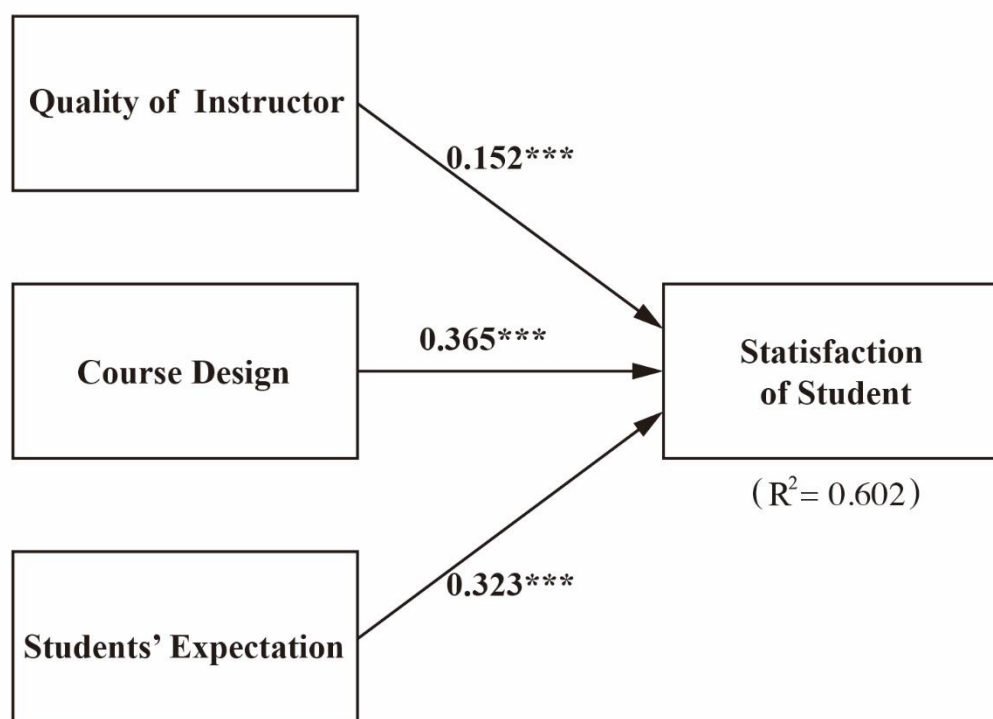 Quality of Instructor
0.152***
Course Design
0.365***
Statisfaction
of Student
(R²= 0.602)
Students’ Expectation
0.323***